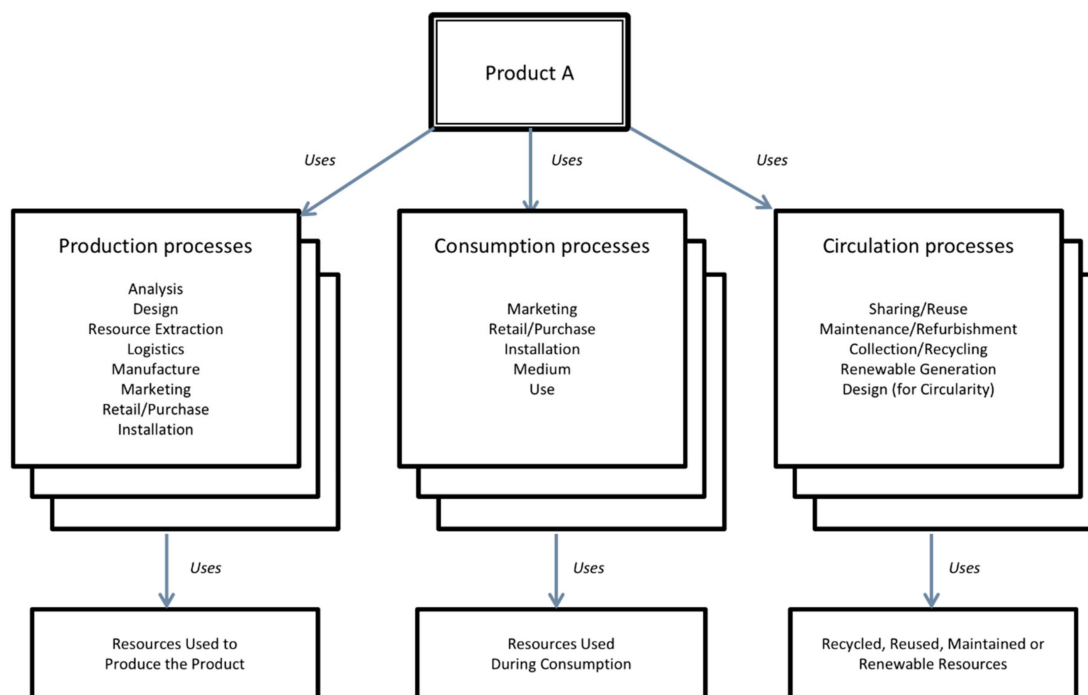 Product A
Uses
Uses
Uses
Production processes
Analysis
Design
Resource Extraction
Logistics
Manufacture
Marketing
Retail/Purchase
Installation
Consumption processes
Marketing
Retail/Purchase
Installation
Medium
Use
Circulation processes
Sharing/Reuse
Maintenance/Refurbishment
Collection/Recycling
Renewable Generation
Design (for Circularity)
Uses
Uses
Uses
Resources Used to
Produce the Product
Resources Used
During Consumption
Recycled, Reused, Maintained or
Renewable Resources